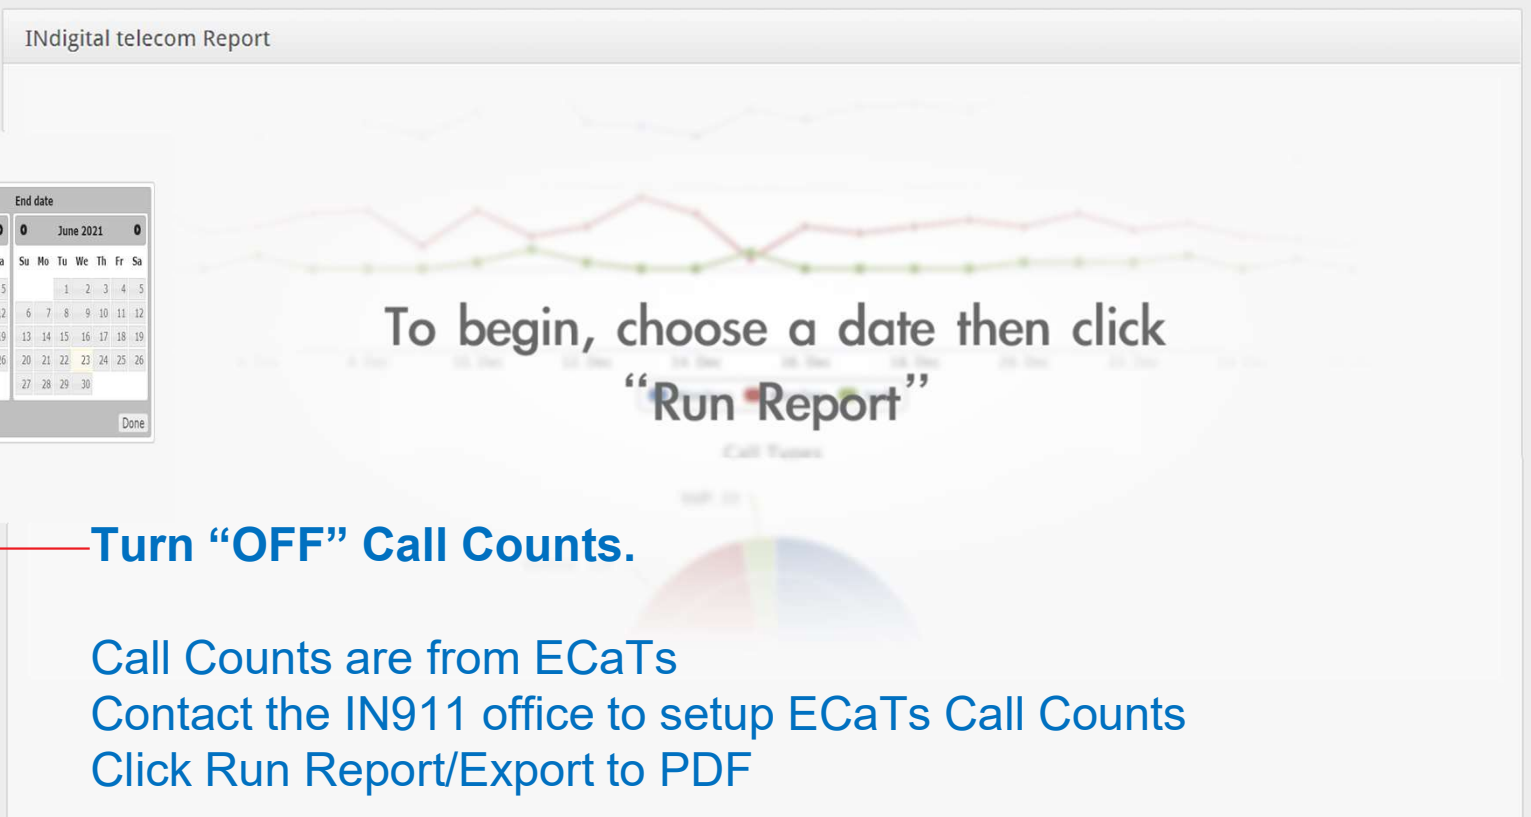 INdigital telecom Report
End date
June 2021
Su Mo Tu We Th Fr Sa
1 2 3 4 5
6 7 8 9 10 11 12
13 14 15 16 17 18 19
20 21 22 23 24 25 26
27 28 29 30
Done
To begin, choose a date then click
“Run Report”
Call Types
Turn “OFF” Call Counts.
Call Counts are from ECaTs
Contact the IN911 office to setup ECaTs Call Counts
Click Run Report/Export to PDF